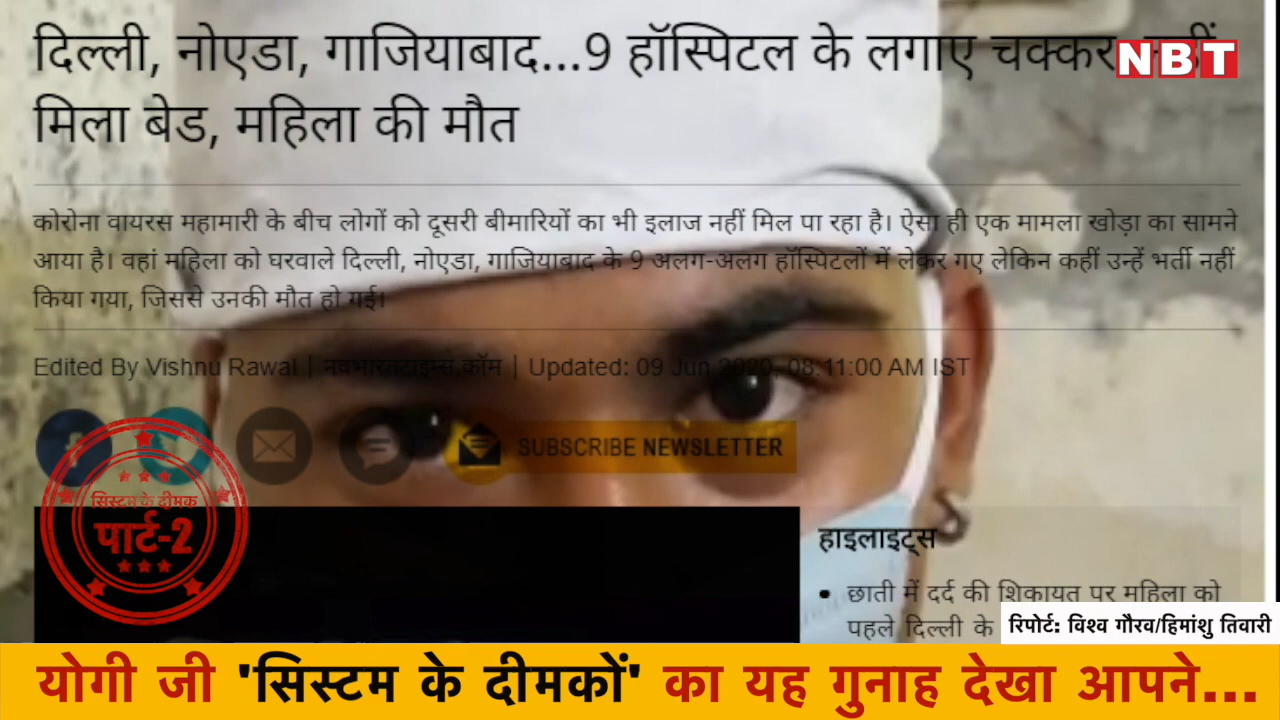 दिल्ली, नोएडा, गाजियाबाद...9 हॉस्पिटल के लगाए चक्कर, नहीं
NBT
मिला बेड, महिला की मौत
कोरोना वायरस महामारी के बीच लोगों को दूसरी बीमारियों का भी इलाज नहीं मिल पा रहा है। ऐसा ही एक मामला खोड़ा का सामने
आया है। वहां महिला को घरवाले दिल्ली, नोएडा, गाजियाबाद के 9 अलग-अलग हॉस्पिटलों में लेकर गए लेकिन कहीं उन्हें भर्ती नहीं
किया गया, जिससे उनकी मौत हो गई।
Edited By Vishnu Rawal | नवभारतटाइम्स.कॉम | Updated: 09 Jun 2020, 08:11:00 AM IST
SUBSCRIBE NEWSLETTER
सिस्टम के दीमक
पार्ट-2
हाइलाइट्स
• छाती में दर्द की शिकायत पर महिला को
पहले दिल्ली के
रिपोर्ट: विश्व गौरव/हिमांशु तिवारी
योगी जी 'सिस्टम के दीमकों' का यह गुनाह देखा आपने...